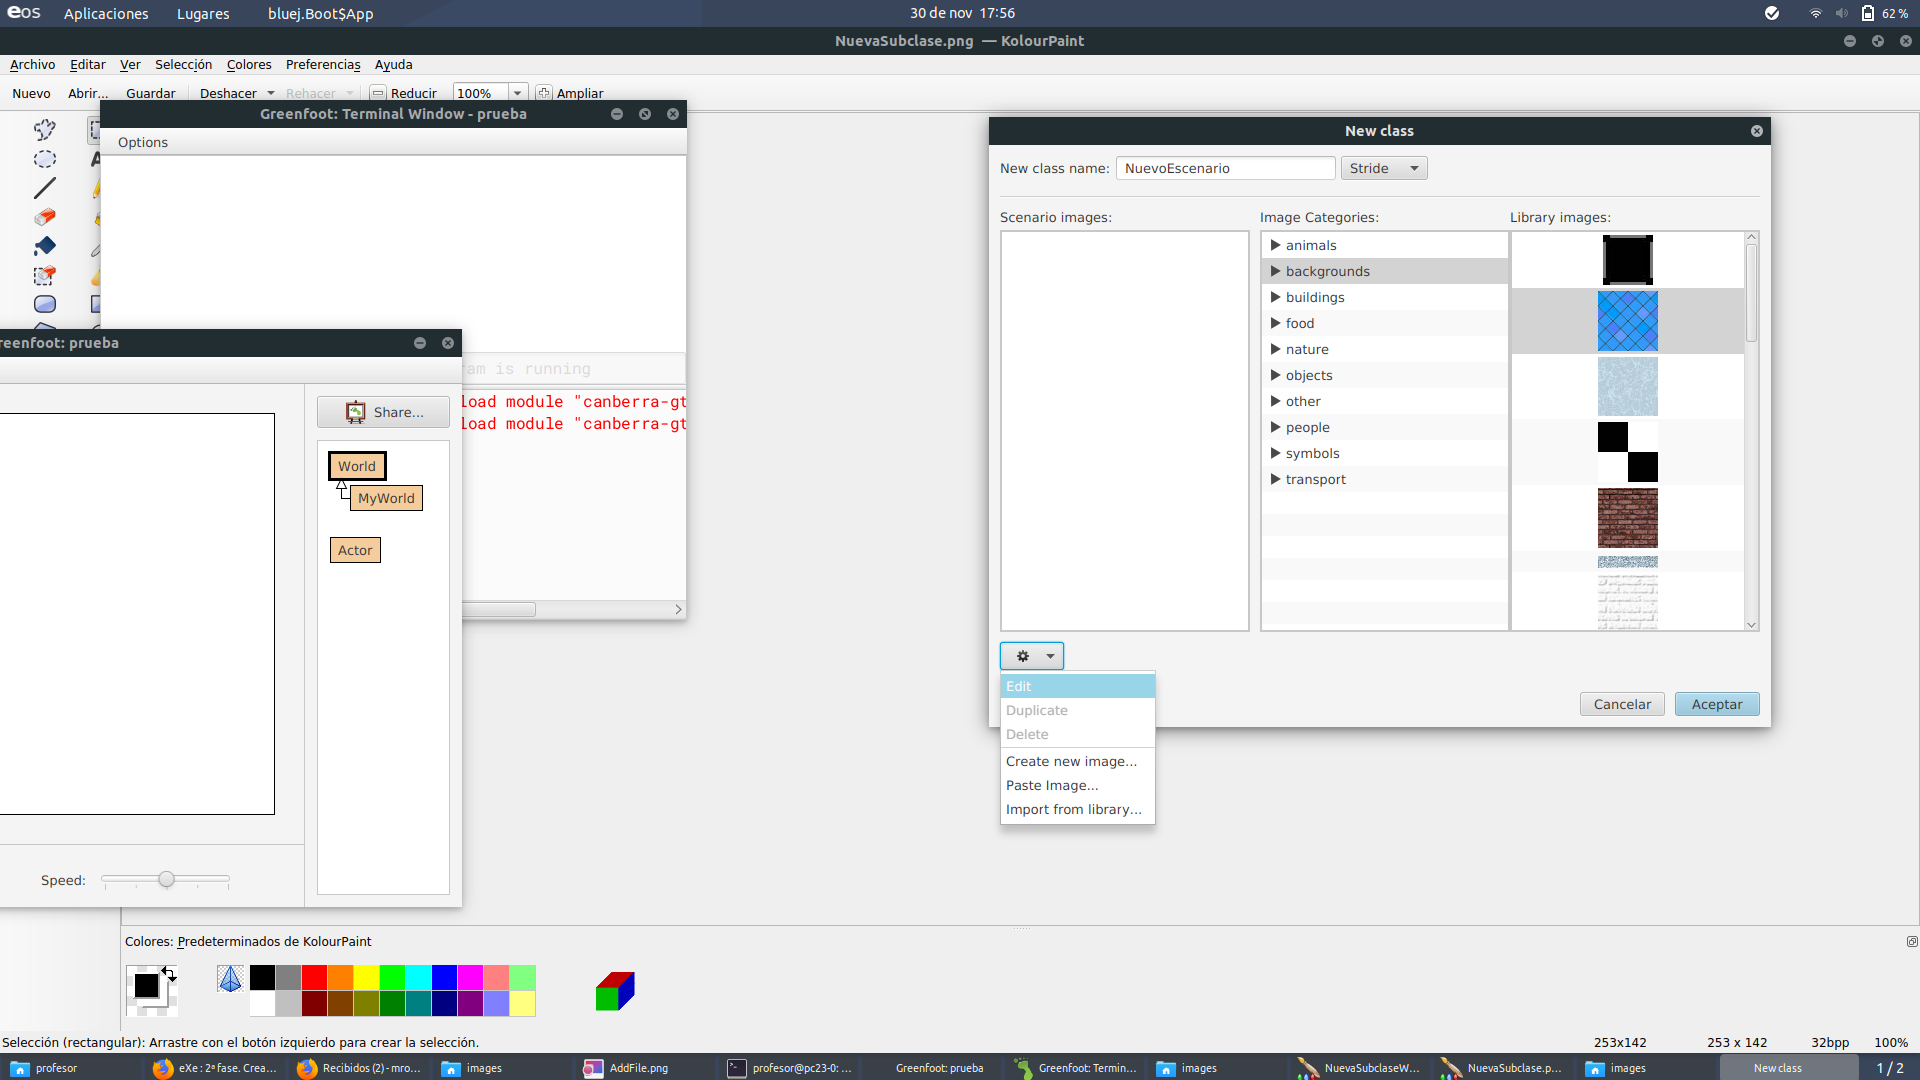 eos Aplicaciones Lugares bluej.Boot$App 30 de nov 17:56 62 %
NuevaSubclase.png — KolourPaint
Archivo Editar Ver Selección Colores Preferencias Ayuda
Nuevo Abrir... Guardar Deshacer Rehacer Reducir 100% Ampliar
Greenfoot: Terminal Window - prueba
Options
ram is running
load module "canberra-gt
load module "canberra-gt
reenfoot: prueba
Share...
World
MyWorld
Actor
Speed:
New class
New class name: NuevoEscenario Stride
Scenario images: Image Categories: Library images:
animals
backgrounds
buildings
food
nature
objects
other
people
symbols
transport
Edit
Duplicate
Delete
Create new image...
Paste Image...
Import from library...
Cancelar Aceptar
Colores: Predeterminados de KolourPaint
Selección (rectangular): Arrastre con el botón izquierdo para crear la selección. 253x142 253 x 142 32bpp 100%
profesor eXe : 2ª fase. Crea... Recibidos (2) - mro... images AddFile.png profesor@pc23-0: ... Greenfoot: prueba Greenfoot: Termin... images NuevaSubclaseW... NuevaSubclase.p... images New class 1 / 2